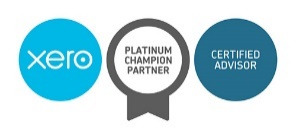 xero
PLATINUM
CHAMPION
PARTNER
CERTIFIED
ADVISOR